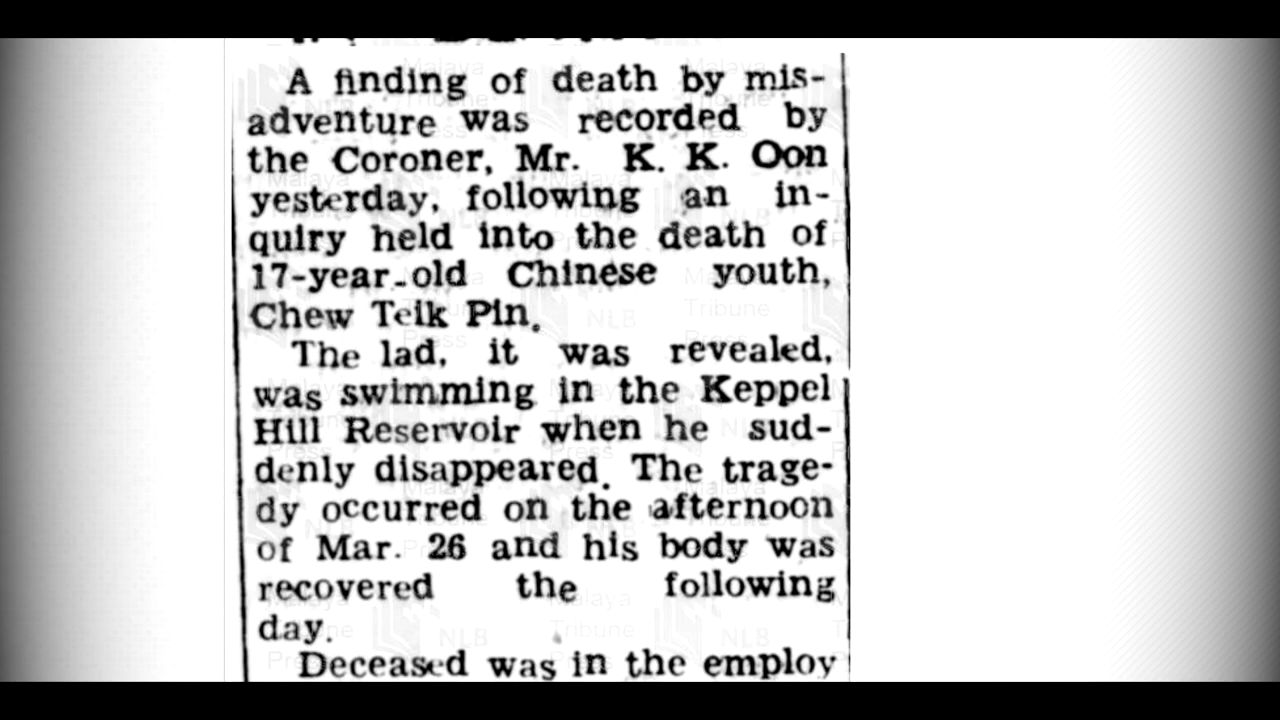 A finding of death by mis-
adventure was recorded by
the Coroner, Mr. K. K. Oon
yesterday, following an in-
quiry held into the death of
17-year-old Chinese youth,
Chew Teik Pin.
The lad, it was revealed,
was swimming in the Keppel
Hill Reservoir when he sud-
denly disappeared. The trage-
dy occurred on the afternoon
of Mar. 26 and his body was
recovered the following
day.
Deceased was in the employ